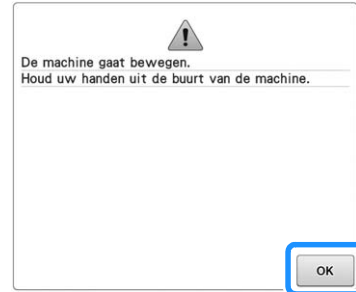 De machine gaat bewegen.
Houd uw handen uit de buurt van de machine.
OK